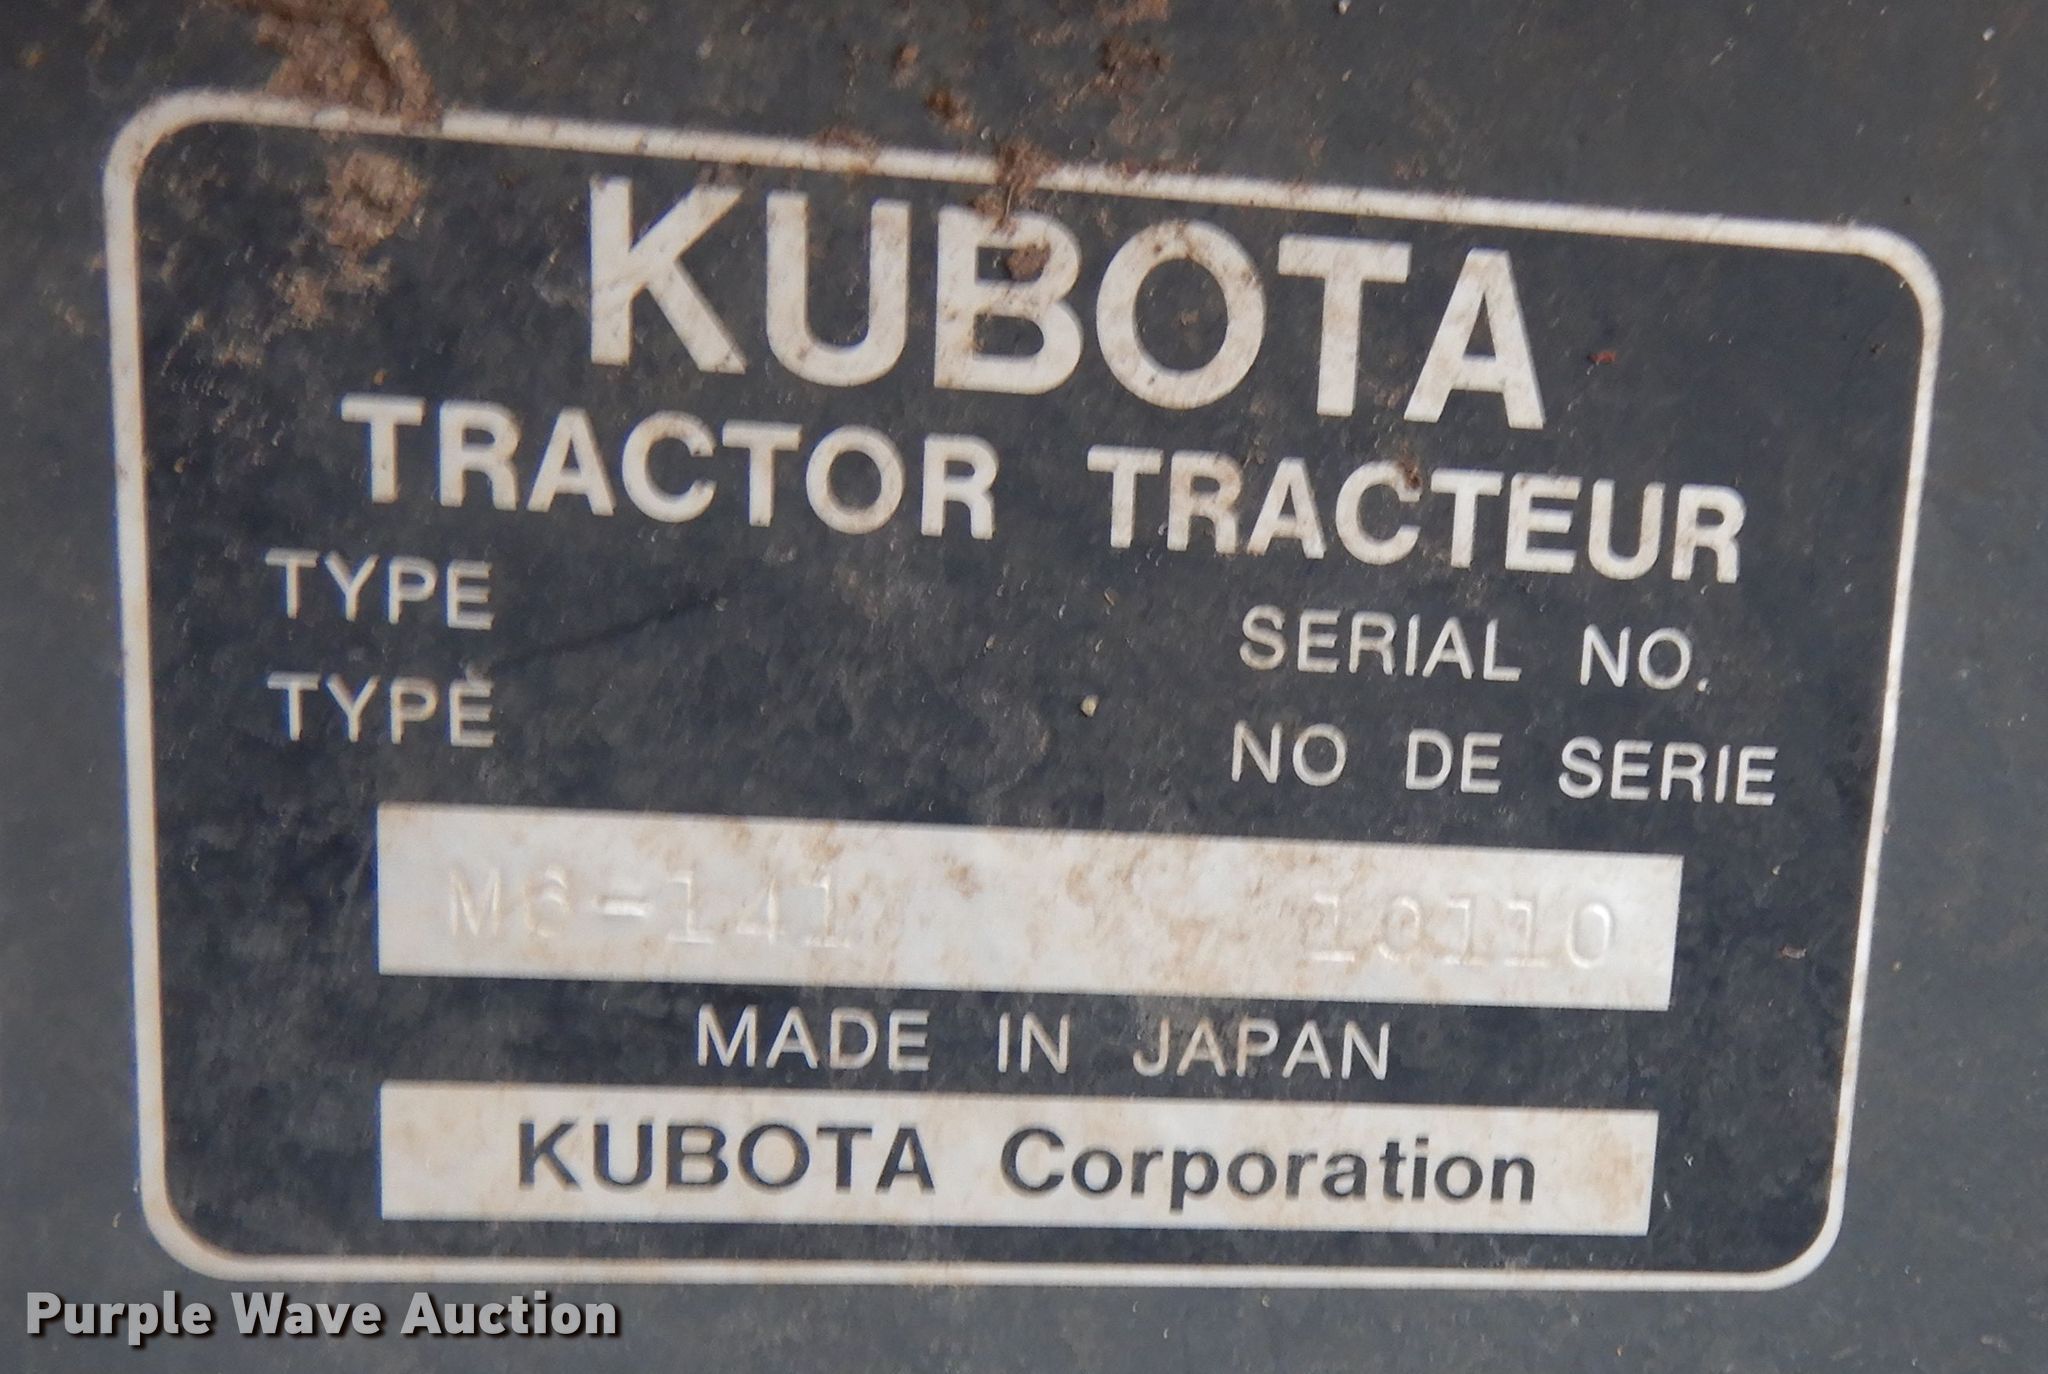 KUBOTA
TRACTOR TRACTEUR
TYPE
SERIAL NO.
TYPÉ
NO DE SERIE
M6-141 10110
MADE IN JAPAN
KUBOTA Corporation
Purple Wave Auction